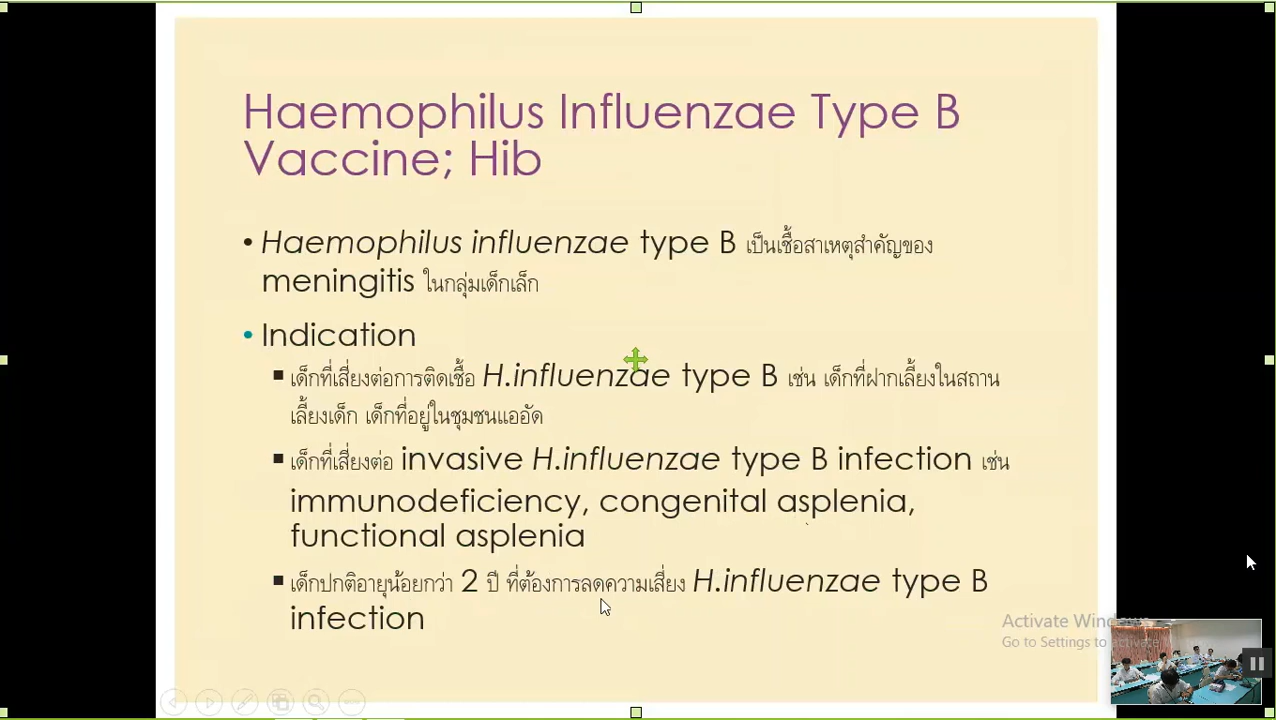 Haemophilus Influenzae Type B
Vaccine; Hib
• Haemophilus influenzae type B เป็นเชื้อสาเหตุสำคัญของ
meningitis ในกลุ่มเด็กเล็ก
• Indication
▪ เด็กที่เสี่ยงต่อการติดเชื้อ H.influenzae type B เช่น เด็กที่ฝากเลี้ยงในสถาน
เลี้ยงเด็ก เด็กที่อยู่ในชุมชนแออัด
▪ เด็กที่เสี่ยงต่อ invasive H.influenzae type B infection เช่น
immunodeficiency, congenital asplenia,
functional asplenia
▪ เด็กปกติอายุน้อยกว่า 2 ปี ที่ต้องการลดความเสี่ยง H.influenzae type B
infection
Activate Windows
Go to Settings to activate